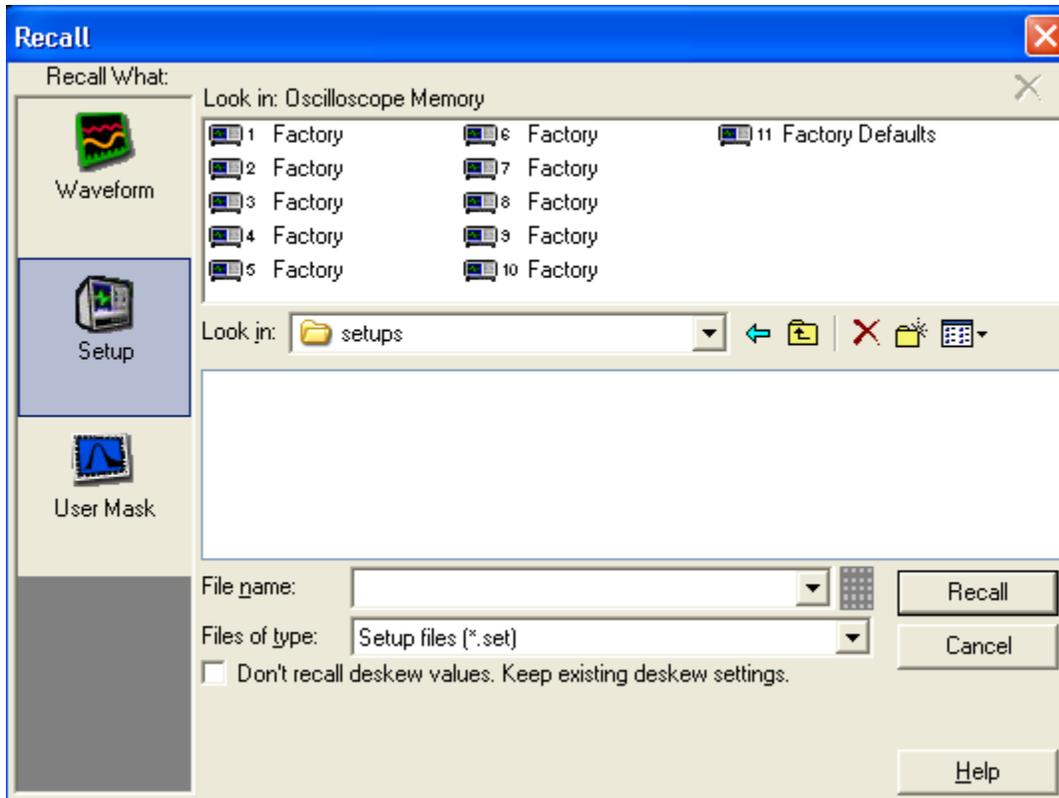 Recall
Recall What:
Waveform
Setup
User Mask
Look in: Oscilloscope Memory
1 Factory
2 Factory
3 Factory
4 Factory
5 Factory
6 Factory
7 Factory
8 Factory
9 Factory
10 Factory
11 Factory Defaults
Look in: setups
File name:
Recall
Files of type: Setup files (*.set)
Cancel
Don't recall deskew values. Keep existing deskew settings.
Help